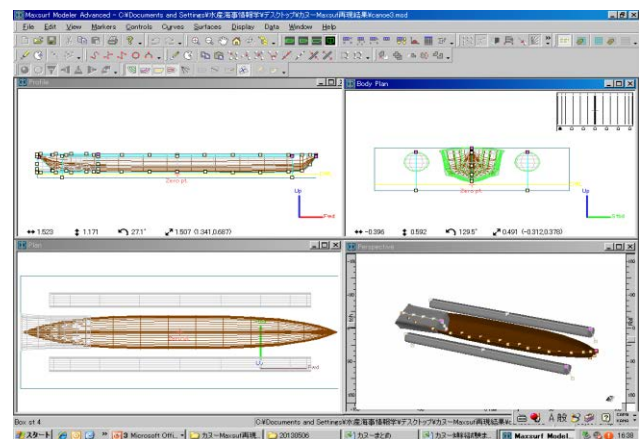 Maxsurf Modeler Advanced - C:¥Documents and Settings¥水産海事情報学¥デスクトップ¥カヌーMaxsurf再現結果¥canoe3.msd
File Edit View Markers Controls Curves Surfaces Display Data Window Help
Profile
Zero pt.
Up
Fwd
1.523 1.171 27.1° 1.507 (1.341,0.687)
Body Plan
Zero pt.
Up
Stbd
-0.396 0.592 129.5° 0.491 (-0.312,0.378)
Plan
Up
Fwd
Perspective
Box st 4
C:¥Documents and Settings¥水産海事情報学¥デスクトップ¥カヌーMaxsurf再
スタート
3 Microsoft Offi...
カヌーMaxsurf再現...
20130506
カヌーまとめ
Maxsurf Model...
A 般